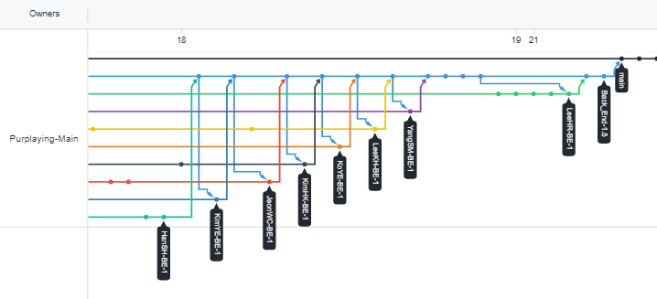 Owners
18
19
21
Purplaying-Main
main
Back_End-1.5
LeeHR-BE-1
YangSM-BE-1
LeeKH-BE-1
KoYE-BE-1
KimHK-BE-1
JeonWC-BE-1
KimYE-BE-1
HanSH-BE-1